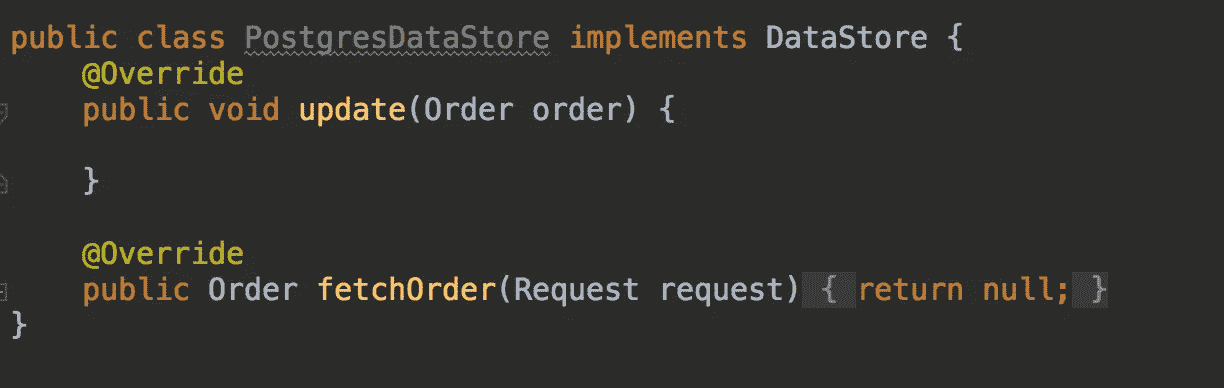 public class PostgresDataStore implements DataStore {
@Override
public void update(Order order) {
}
@Override
public Order fetchOrder(Request request) { return null; }
}